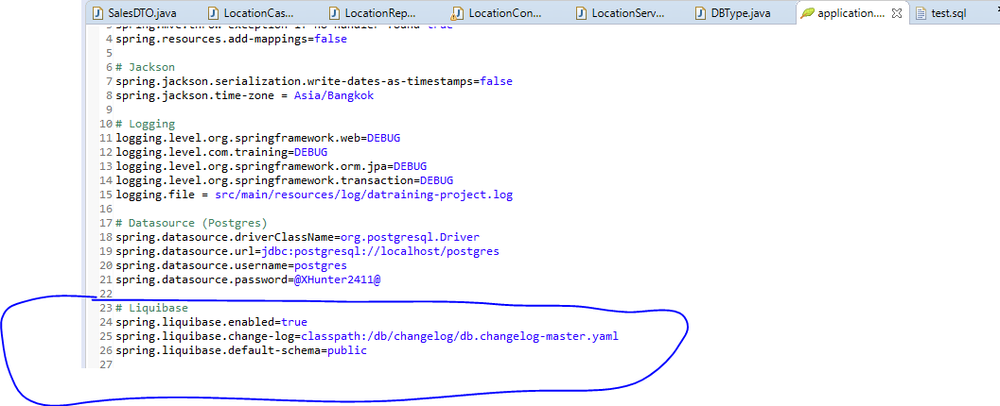 SalesDTO.java LocationCas... LocationRep... LocationCon... LocationServ... DBType.java application.... test.sql
4 spring.resources.add-mappings=false
5
6 # Jackson
7 spring.jackson.serialization.write-dates-as-timestamps=false
8 spring.jackson.time-zone = Asia/Bangkok
9
10 # Logging
11 logging.level.org.springframework.web=DEBUG
12 logging.level.com.training=DEBUG
13 logging.level.org.springframework.orm.jpa=DEBUG
14 logging.level.org.springframework.transaction=DEBUG
15 logging.file = src/main/resources/log/datraining-project.log
16
17 # Datasource (Postgres)
18 spring.datasource.driverClassName=org.postgresql.Driver
19 spring.datasource.url=jdbc:postgresql://localhost/postgres
20 spring.datasource.username=postgres
21 spring.datasource.password=@XHunter2411@
22
23 # Liquibase
24 spring.liquibase.enabled=true
25 spring.liquibase.change-log=classpath:/db/changelog/db.changelog-master.yaml
26 spring.liquibase.default-schema=public
27